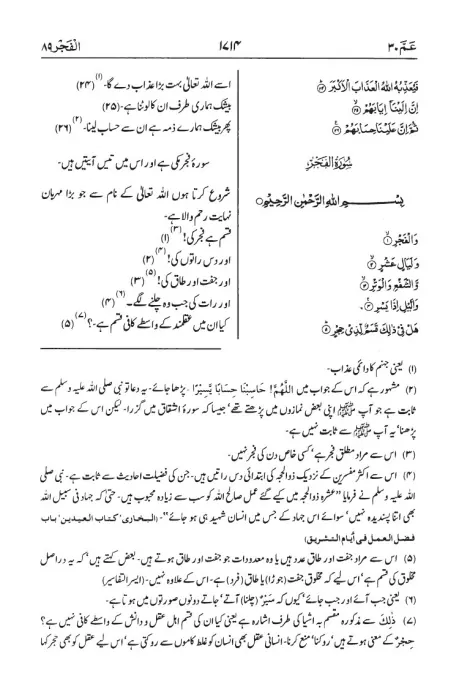 عَمّ ٣٠
١٧١٤
الفجر ٨٩
فَيُعَذِّبُهُ اللهُ الْعَذَابَ الْأَكْبَرَ ۝٢٤
إِنَّ إِلَيْنَا إِيَابَهُمْ ۝٢٥
ثُمَّ إِنَّ عَلَيْنَا حِسَابَهُمْ ۝٢٦
سُوْرَةُ الْفَجْرِ
بِسْمِ اللهِ الرَّحْمٰنِ الرَّحِيْمِ
وَالْفَجْرِ ۝١
وَلَيَالٍ عَشْرٍ ۝٢
وَّالشَّفْعِ وَالْوَتْرِ ۝٣
وَالَّيْلِ إِذَا يَسْرِ ۝٤
هَلْ فِيْ ذٰلِكَ قَسَمٌ لِّذِيْ حِجْرٍ ۝٥
اسے اللہ تعالیٰ بہت بڑا عذاب دے گا۔ (۱) (۲۴)
بیشک ہماری طرف ان کا لوٹنا ہے۔ (۲۵)
پھر بیشک ہمارے ذمہ ہے ان سے حساب لینا۔ (۲) (۲۶)
سورۂ فجر مکی ہے اور اس میں تیس آیتیں ہیں۔
شروع کرتا ہوں اللہ تعالیٰ کے نام سے جو بڑا مہربان
نہایت رحم والا ہے۔
قسم ہے فجر کی! (۳) (۱)
اور دس راتوں کی! (۴) (۲)
اور جفت اور طاق کی! (۵) (۳)
اور رات کی جب وہ چلنے لگے۔ (۶) (۴)
کیا ان میں عقلمند کے واسطے کافی قسم ہے۔ (۷)؟ (۵)
(۱) یعنی جہنم کا دائمی عذاب۔
(۲) مشہور ہے کہ اس کے جواب میں اللَّهُمَّ! حَاسِبْنَا حِسَابًا يَّسِيْرًا۔ پڑھا جائے۔ یہ دعا تو نبی صلی اللہ علیہ وسلم سے
ثابت ہے جو آپ ﷺ اپنی بعض نمازوں میں پڑھتے تھے' جیسا کہ سورۂ انشقاق میں گزرا۔ لیکن اس کے جواب میں
پڑھنا' یہ آپ ﷺ سے ثابت نہیں ہے۔
(۳) اس سے مراد مطلق فجر ہے' کسی خاص دن کی فجر نہیں۔
(۴) اس سے اکثر مفسرین کے نزدیک ذوالحجہ کی ابتدائی دس راتیں ہیں۔ جن کی فضیلت احادیث سے ثابت ہے۔ نبی صلی
اللہ علیہ وسلم نے فرمایا "عشرۂ ذوالحجہ میں کیے گئے عمل صالح اللہ کو سب سے زیادہ محبوب ہیں۔ حتیٰ کہ جہاد فی سبیل اللہ
بھی اتنا پسندیدہ نہیں' سوائے اس جہاد کے جس میں انسان شہید ہی ہو جائے"۔ (البخاری' کتاب العیدین' باب
فضل العمل فی أیام التشریق)
(۵) اس سے مراد جفت اور طاق عدد ہیں یا وہ معدودات جو جفت اور طاق ہوتے ہیں۔ بعض کہتے ہیں' کہ یہ دراصل
مخلوق کی قسم ہے' اس لیے کہ مخلوق جفت (جوڑا) یا طاق (فرد) ہے۔ اس کے علاوہ نہیں۔ (ایسر التفاسیر)
(۶) یعنی جب آئے اور جب جائے' کیوں کہ سَيْرٌ (چلنا) آتے' جاتے دونوں صورتوں میں ہوتا ہے۔
(۷) ذٰلِكَ سے مذکورہ مقسم بہ اشیا کی طرف اشارہ ہے یعنی کیا ان کی قسم اہل عقل و دانش کے واسطے کافی نہیں ہے؟
حِجْرٌ کے معنی ہوتے ہیں' روکنا' منع کرنا۔ انسانی عقل بھی انسان کو غلط کاموں سے روکتی ہے' اس لیے عقل کو بھی حجر کہا